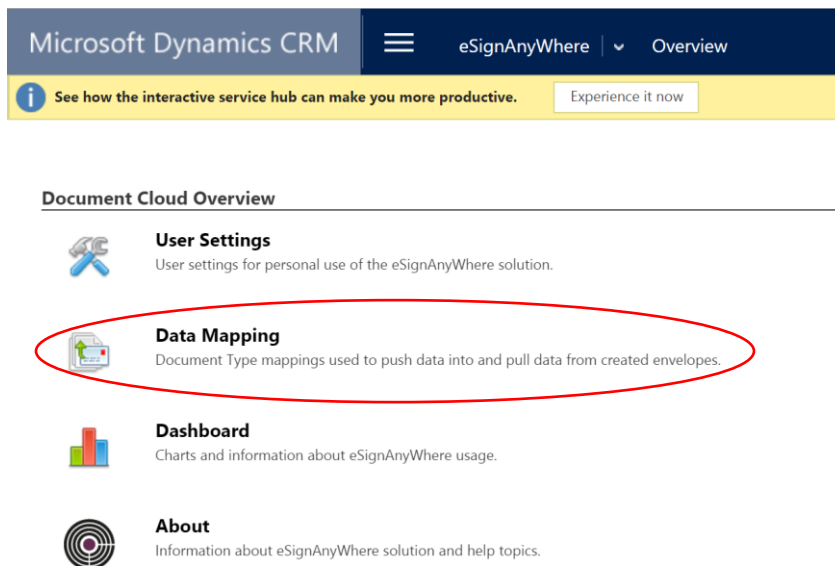 Microsoft Dynamics CRM eSignAnyWhere Overview
See how the interactive service hub can make you more productive. Experience it now
Document Cloud Overview
User Settings
User settings for personal use of the eSignAnyWhere solution.
Data Mapping
Document Type mappings used to push data into and pull data from created envelopes.
Dashboard
Charts and information about eSignAnyWhere usage.
About
Information about eSignAnyWhere solution and help topics.